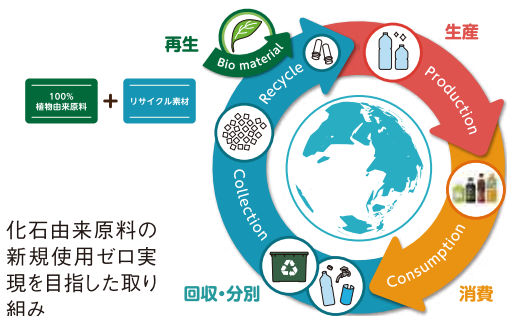 再生
生産
Bio material
Recycle
Production
100%
植物由来原料
+
リサイクル素材
Collection
Consumption
化石由来原料の
新規使用ゼロ実
現を目指した取り
組み
回収・分別
消費